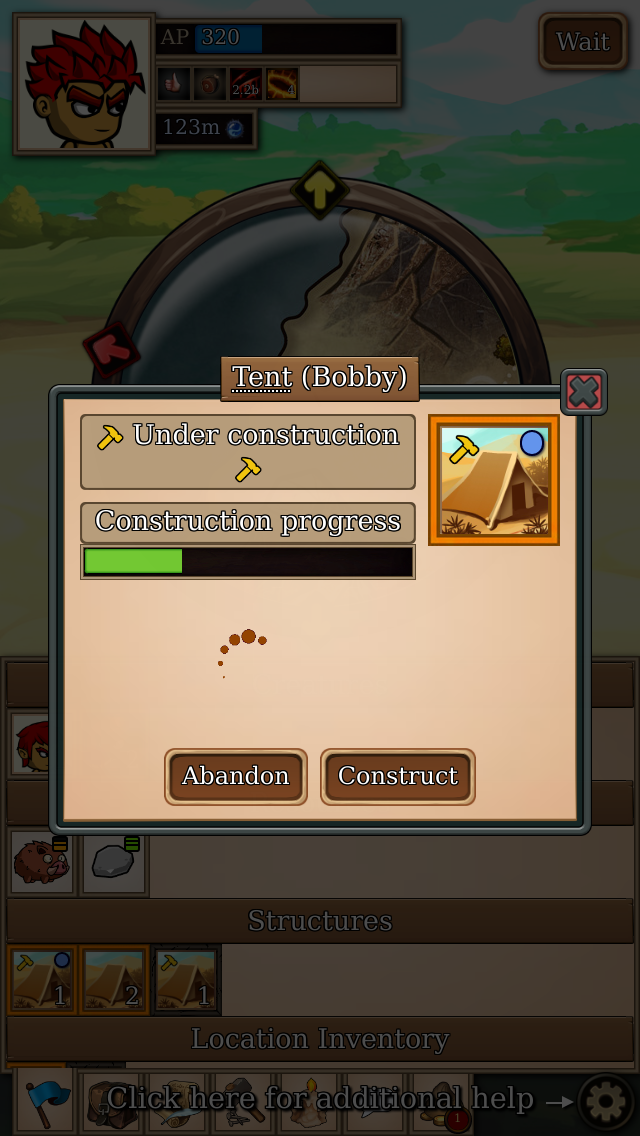 AP 320
Wait
2.2b
4
123m
Tent (Bobby)
Under construction
Construction progress
Abandon
Construct
Structures
1
2
1
Location Inventory
Click here for additional help →
1